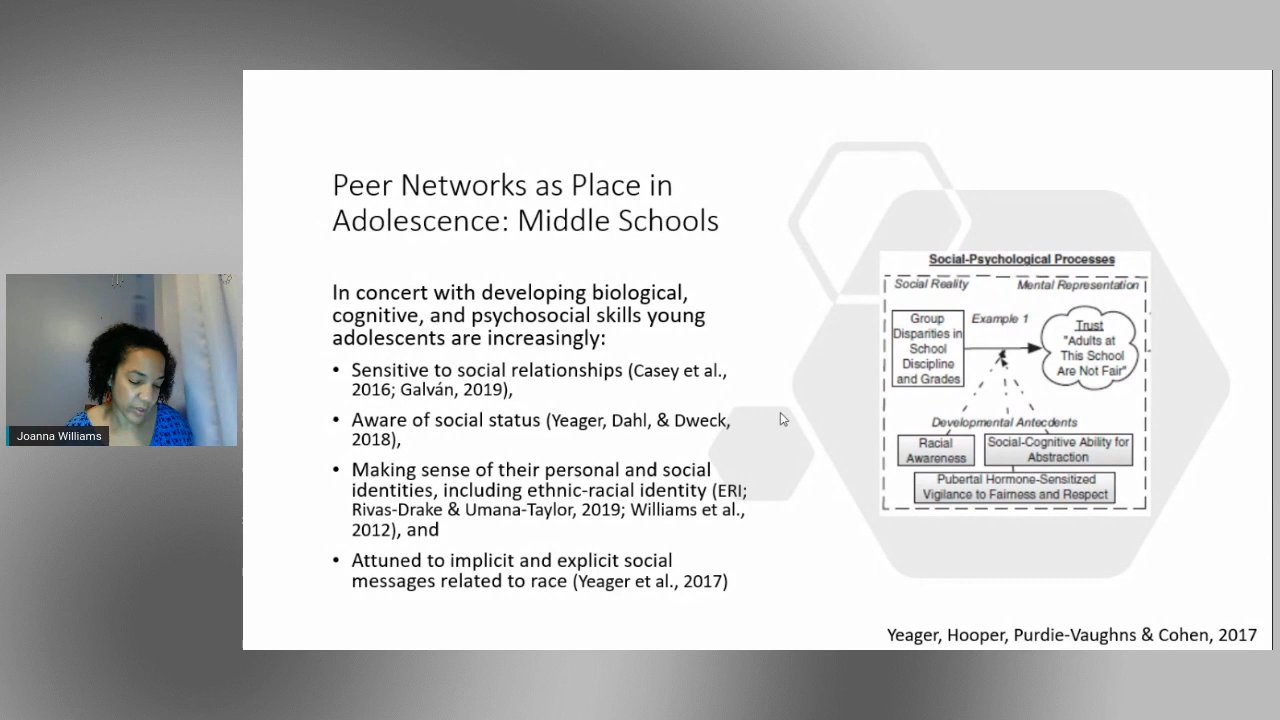 Peer Networks as Place in
Adolescence: Middle Schools
In concert with developing biological,
cognitive, and psychosocial skills young
adolescents are increasingly:
• Sensitive to social relationships (Casey et al.,
2016; Galván, 2019),
• Aware of social status (Yeager, Dahl, & Dweck,
2018),
• Making sense of their personal and social
identities, including ethnic-racial identity (ERI;
Rivas-Drake & Umana-Taylor, 2019; Williams et al.,
2012), and
• Attuned to implicit and explicit social
messages related to race (Yeager et al., 2017)
Social-Psychological Processes
Social Reality
Mental Representation
Group
Disparities in
School
Discipline
and Grades
Example 1
Trust
"Adults at
This School
Are Not Fair"
Developmental Antecdents
Racial
Awareness
Social-Cognitive Ability for
Abstraction
Pubertal Hormone-Sensitized
Vigilance to Fairness and Respect
Yeager, Hooper, Purdie-Vaughns & Cohen, 2017
Joanna Williams